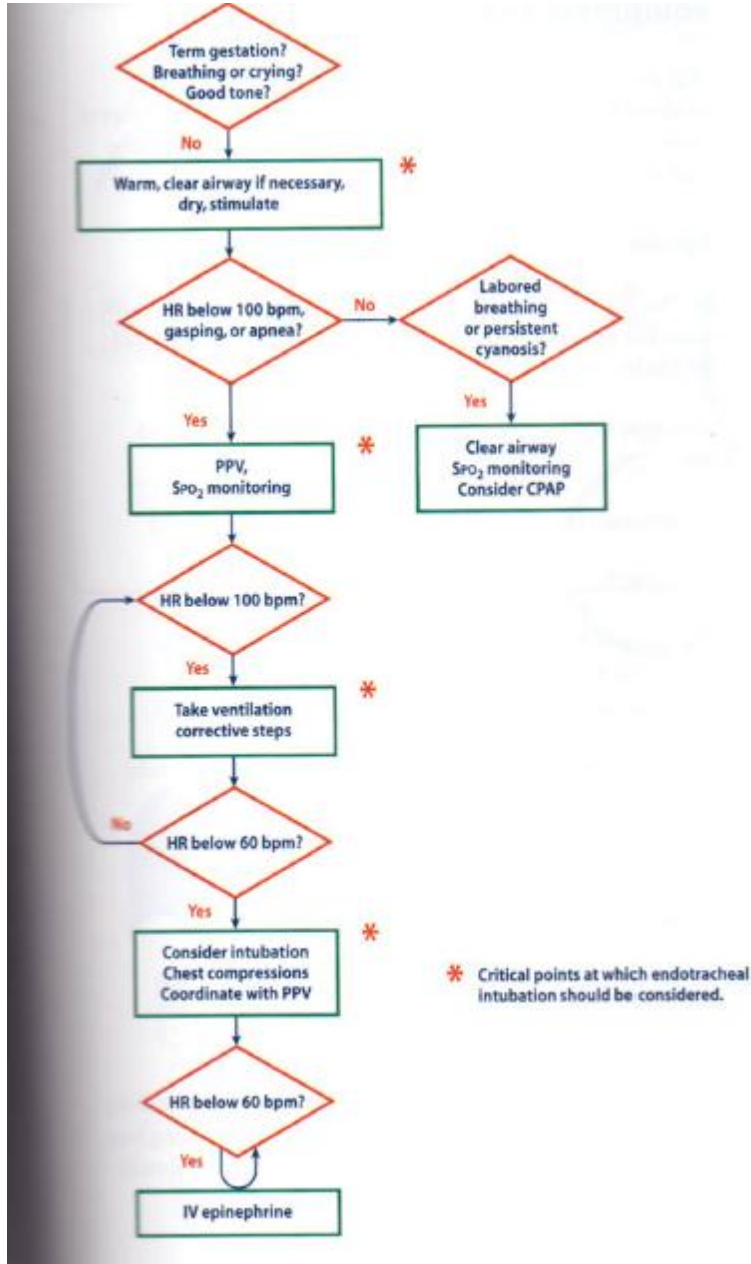 Term gestation?
Breathing or crying?
Good tone?
No
Warm, clear airway if necessary,
dry, stimulate
*
HR below 100 bpm,
gasping, or apnea?
No
Labored
breathing
or persistent
cyanosis?
Yes
Yes
PPV,
SPO₂ monitoring
*
Clear airway
SPO₂ monitoring
Consider CPAP
HR below 100 bpm?
Yes
Take ventilation
corrective steps
*
No
HR below 60 bpm?
Yes
Consider intubation
Chest compressions
Coordinate with PPV
*
* Critical points at which endotracheal
intubation should be considered.
HR below 60 bpm?
Yes
IV epinephrine